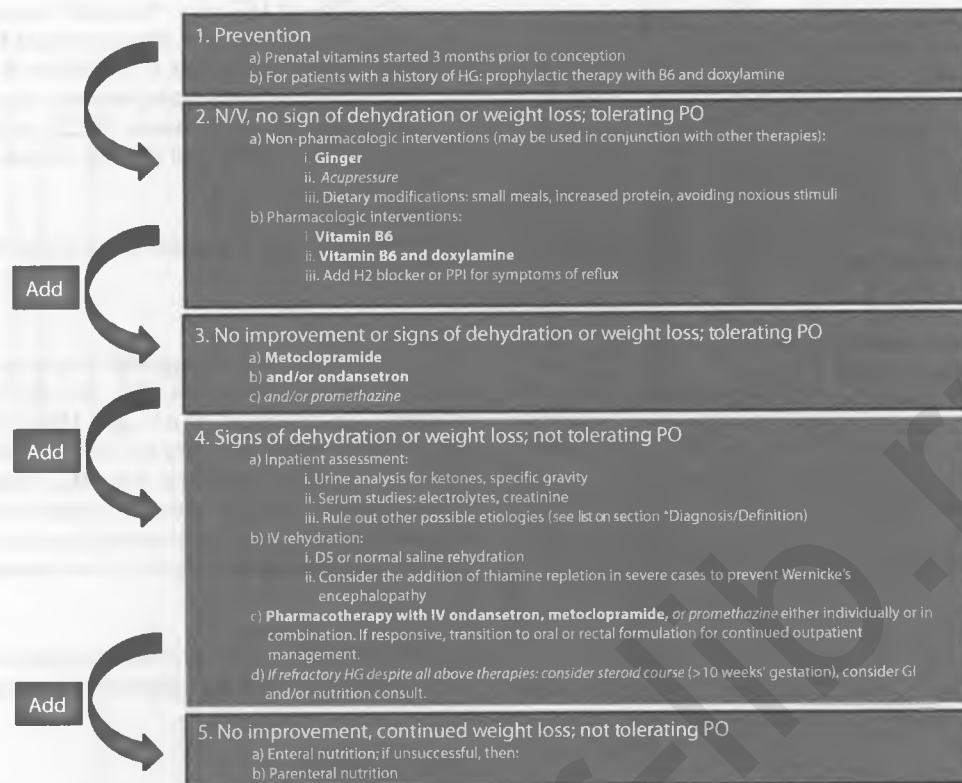 1. Prevention
a) Prenatal vitamins started 3 months prior to conception
b) For patients with a history of HG: prophylactic therapy with B6 and doxylamine
2. N/V, no sign of dehydration or weight loss; tolerating PO
a) Non-pharmacologic interventions (may be used in conjunction with other therapies):
i. Ginger
ii. Acupressure
iii. Dietary modifications: small meals, increased protein, avoiding noxious stimuli
b) Pharmacologic interventions:
i. Vitamin B6
ii. Vitamin B6 and doxylamine
iii. Add H2 blocker or PPI for symptoms of reflux
Add
3. No improvement or signs of dehydration or weight loss; tolerating PO
a) Metoclopramide
b) and/or ondansetron
c) and/or promethazine
Add
4. Signs of dehydration or weight loss; not tolerating PO
a) Inpatient assessment:
i. Urine analysis for ketones, specific gravity
ii. Serum studies: electrolytes, creatinine
iii. Rule out other possible etiologies (see list on section "Diagnosis/Definition)
b) IV rehydration:
i. D5 or normal saline rehydration
ii. Consider the addition of thiamine repletion in severe cases to prevent Wernicke's
encephalopathy
c) Pharmacotherapy with IV ondansetron, metoclopramide, or promethazine either individually or in
combination. If responsive, transition to oral or rectal formulation for continued outpatient
management.
d) If refractory HG despite all above therapies: consider steroid course (>10 weeks' gestation), consider GI
and/or nutrition consult.
Add
5. No improvement, continued weight loss; not tolerating PO
a) Enteral nutrition; if unsuccessful, then:
b) Parenteral nutrition